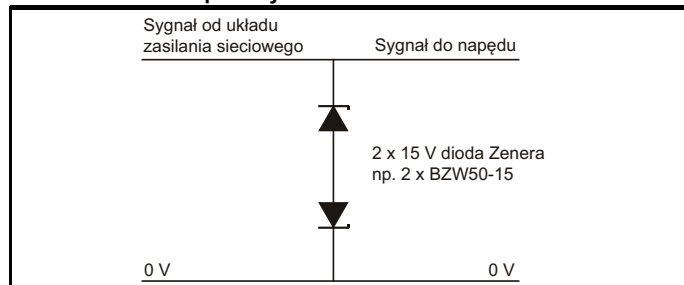 Sygnał od układu
zasilania sieciowego
Sygnał do napędu
2 x 15 V dioda Zenera
np. 2 x BZW50-15
0 V
0 V